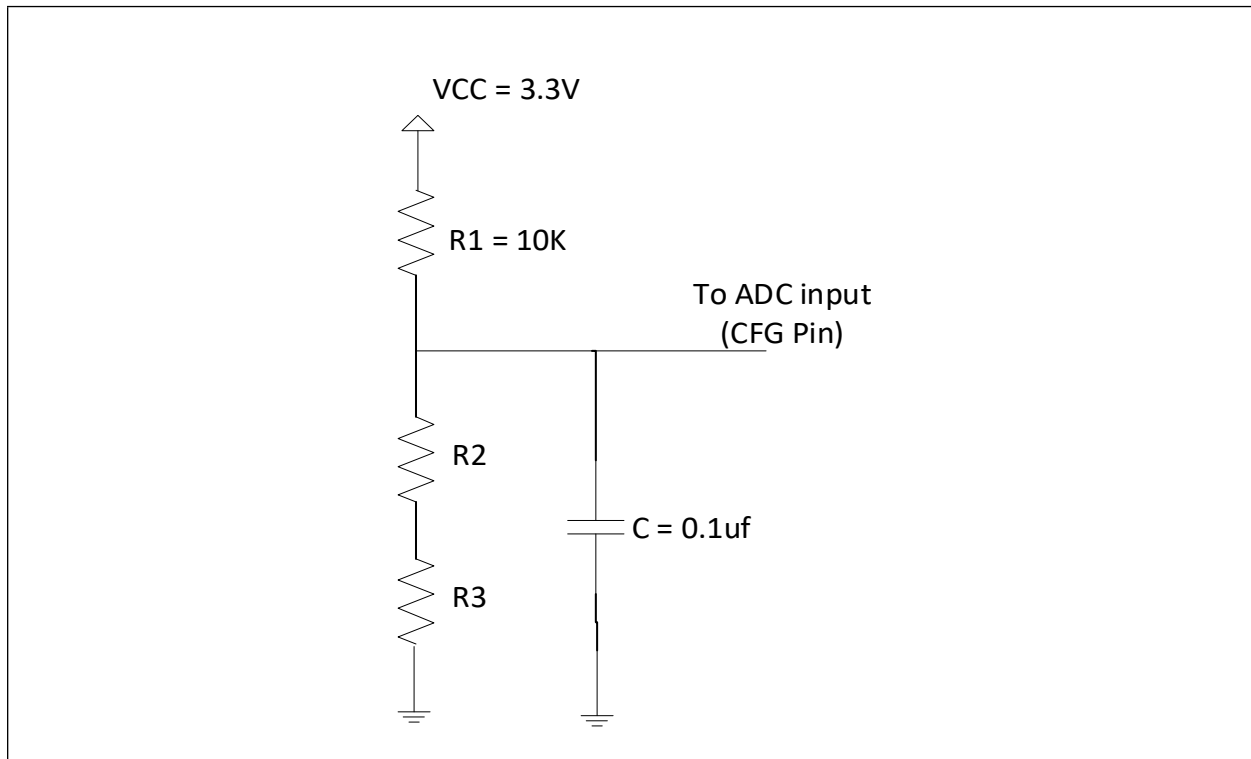 VCC = 3.3V
R1 = 10K
To ADC input
(CFG Pin)
R2
C = 0.1uf
R3